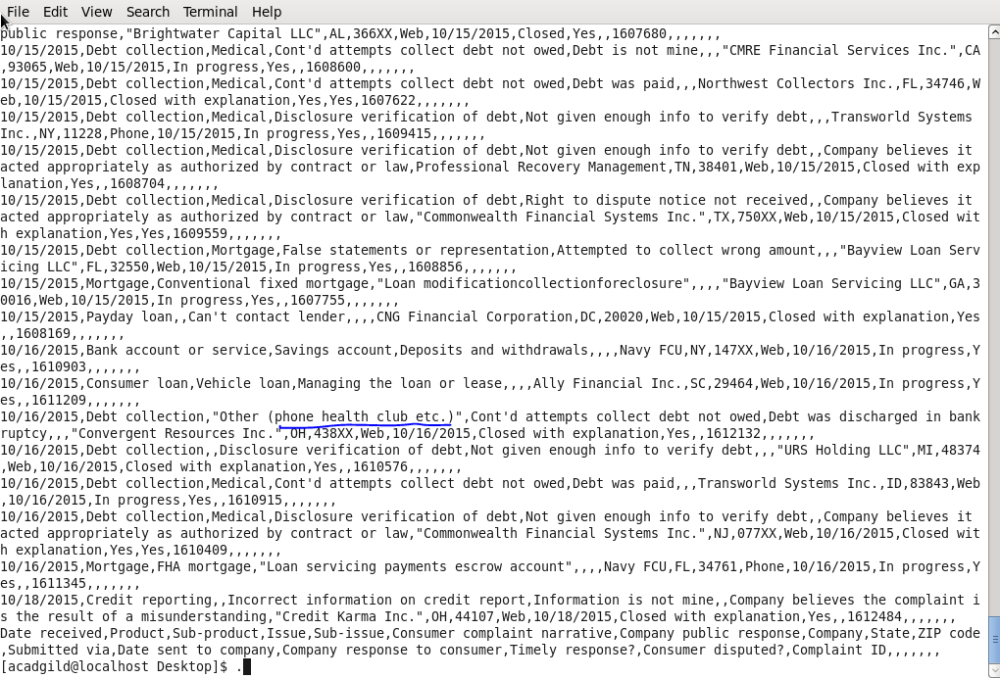 File Edit View Search Terminal Help
public response,"Brightwater Capital LLC",AL,366XX,Web,10/15/2015,Closed,Yes,,1607680,,,,,,,
10/15/2015,Debt collection,Medical,Cont'd attempts collect debt not owed,Debt is not mine,,,"CMRE Financial Services Inc.",CA
,93065,Web,10/15/2015,In progress,Yes,,1608600,,,,,,,
10/15/2015,Debt collection,Medical,Cont'd attempts collect debt not owed,Debt was paid,,,Northwest Collectors Inc.,FL,34746,W
eb,10/15/2015,Closed with explanation,Yes,Yes,1607622,,,,,,,
10/15/2015,Debt collection,Medical,Disclosure verification of debt,Not given enough info to verify debt,,,Transworld Systems
Inc.,NY,11228,Phone,10/15/2015,In progress,Yes,,1609415,,,,,,,
10/15/2015,Debt collection,Medical,Disclosure verification of debt,Not given enough info to verify debt,,Company believes it
acted appropriately as authorized by contract or law,Professional Recovery Management,TN,38401,Web,10/15/2015,Closed with exp
lanation,Yes,,1608704,,,,,,,
10/15/2015,Debt collection,Medical,Disclosure verification of debt,Right to dispute notice not received,,Company believes it
acted appropriately as authorized by contract or law,"Commonwealth Financial Systems Inc.",TX,750XX,Web,10/15/2015,Closed wit
h explanation,Yes,Yes,1609559,,,,,,,
10/15/2015,Debt collection,Mortgage,False statements or representation,Attempted to collect wrong amount,,,"Bayview Loan Serv
icing LLC",FL,32550,Web,10/15/2015,In progress,Yes,,1608856,,,,,,,
10/15/2015,Mortgage,Conventional fixed mortgage,"Loan modificationcollectionforeclosure",,,,"Bayview Loan Servicing LLC",GA,3
0016,Web,10/15/2015,In progress,Yes,,1607755,,,,,,,
10/15/2015,Payday loan,,Can't contact lender,,,,CNG Financial Corporation,DC,20020,Web,10/15/2015,Closed with explanation,Yes
,,1608169,,,,,,,
10/16/2015,Bank account or service,Savings account,Deposits and withdrawals,,,,Navy FCU,NY,147XX,Web,10/16/2015,In progress,Y
es,,1610903,,,,,,,
10/16/2015,Consumer loan,Vehicle loan,Managing the loan or lease,,,,Ally Financial Inc.,SC,29464,Web,10/16/2015,In progress,Y
es,,1611209,,,,,,,
10/16/2015,Debt collection,"Other (phone health club etc.)",Cont'd attempts collect debt not owed,Debt was discharged in bank
ruptcy,,,"Convergent Resources Inc.",OH,438XX,Web,10/16/2015,Closed with explanation,Yes,,1612132,,,,,,,
10/16/2015,Debt collection,,Disclosure verification of debt,Not given enough info to verify debt,,,"URS Holding LLC",MI,48374
,Web,10/16/2015,Closed with explanation,Yes,,1610576,,,,,,,
10/16/2015,Debt collection,Medical,Cont'd attempts collect debt not owed,Debt was paid,,,Transworld Systems Inc.,ID,83843,Web
,10/16/2015,In progress,Yes,,1610915,,,,,,,
10/16/2015,Debt collection,Medical,Disclosure verification of debt,Not given enough info to verify debt,,Company believes it
acted appropriately as authorized by contract or law,"Commonwealth Financial Systems Inc.",NJ,077XX,Web,10/16/2015,Closed wit
h explanation,Yes,Yes,1610409,,,,,,,
10/16/2015,Mortgage,FHA mortgage,"Loan servicing payments escrow account",,,,Navy FCU,FL,34761,Phone,10/16/2015,In progress,Y
es,,1611345,,,,,,,
10/18/2015,Credit reporting,,Incorrect information on credit report,Information is not mine,,Company believes the complaint i
s the result of a misunderstanding,"Credit Karma Inc.",OH,44107,Web,10/18/2015,Closed with explanation,Yes,,1612484,,,,,,,
Date received,Product,Sub-product,Issue,Sub-issue,Consumer complaint narrative,Company public response,Company,State,ZIP code
,Submitted via,Date sent to company,Company response to consumer,Timely response?,Consumer disputed?,Complaint ID,,,,,,,
[acadgild@localhost Desktop]$ .